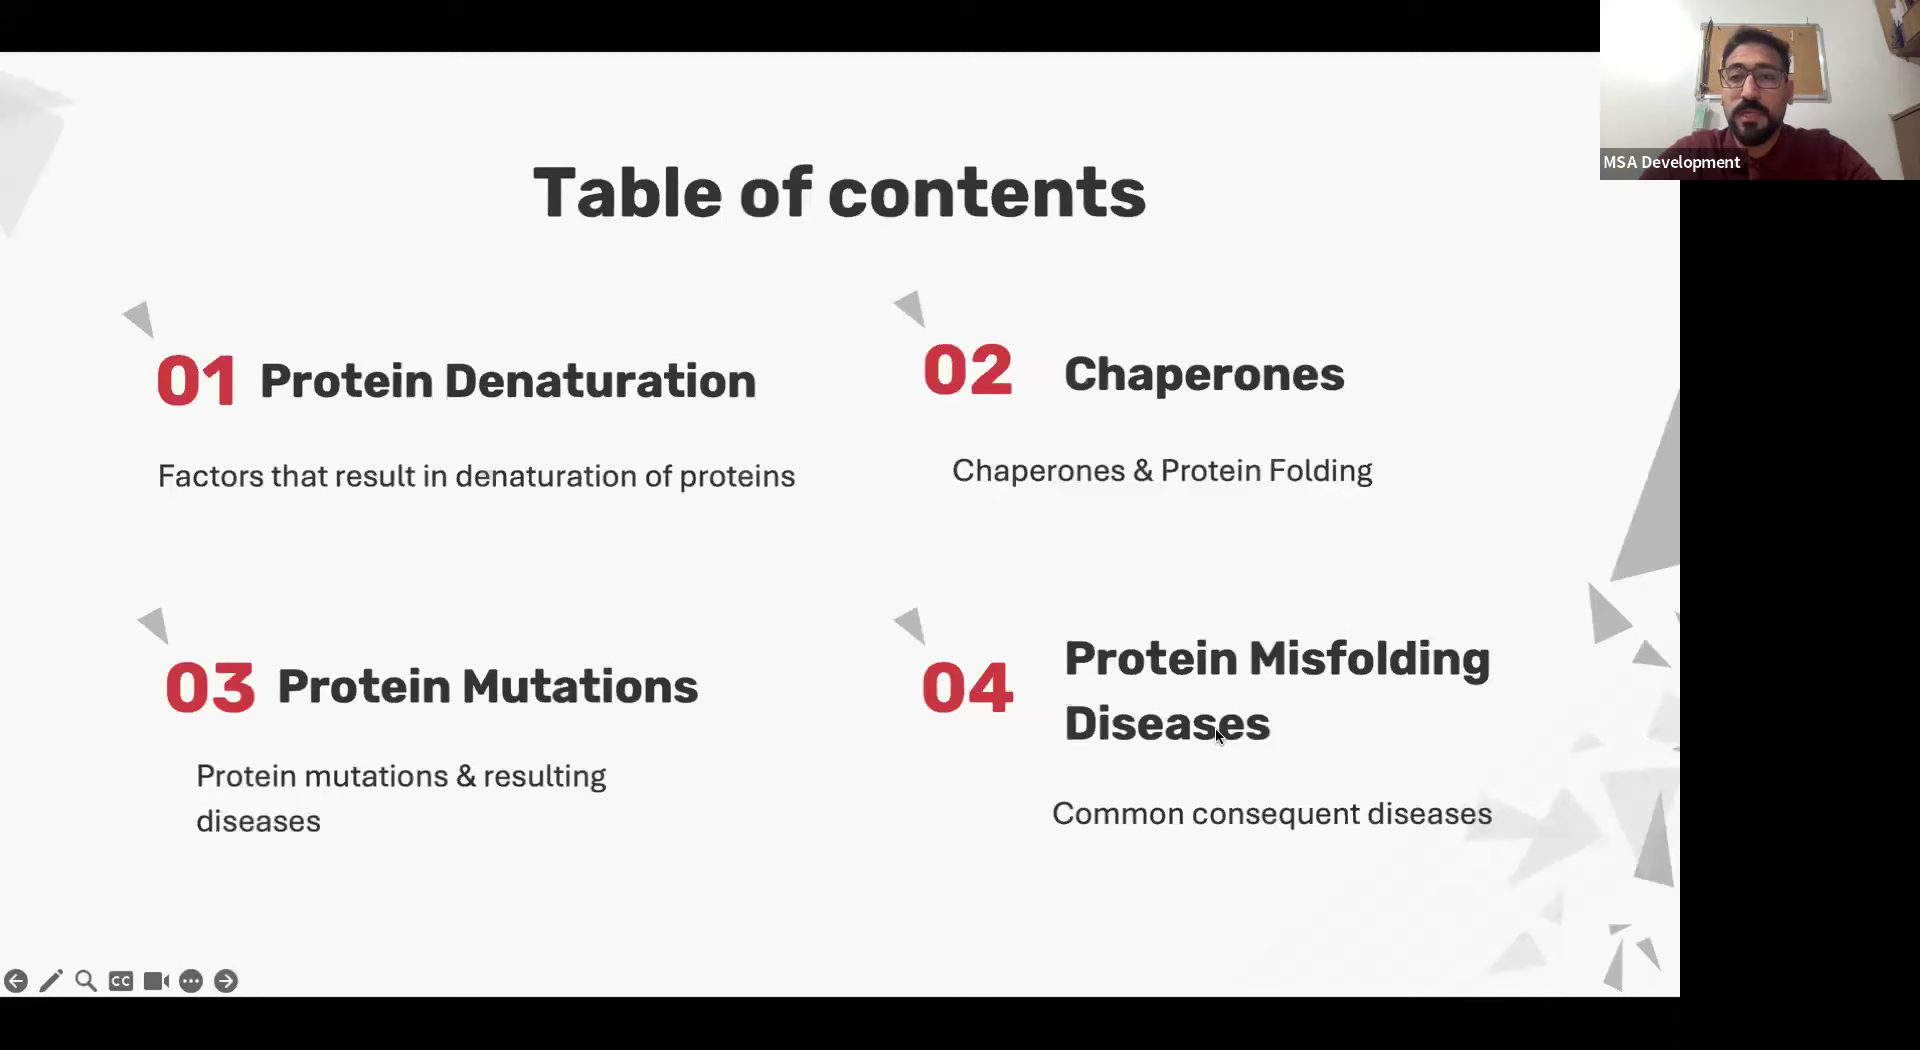 MSA Development
Table of contents
01 Protein Denaturation
Factors that result in denaturation of proteins
02 Chaperones
Chaperones & Protein Folding
03 Protein Mutations
Protein mutations & resulting
diseases
04 Protein Misfolding
Diseases
Common consequent diseases
CC